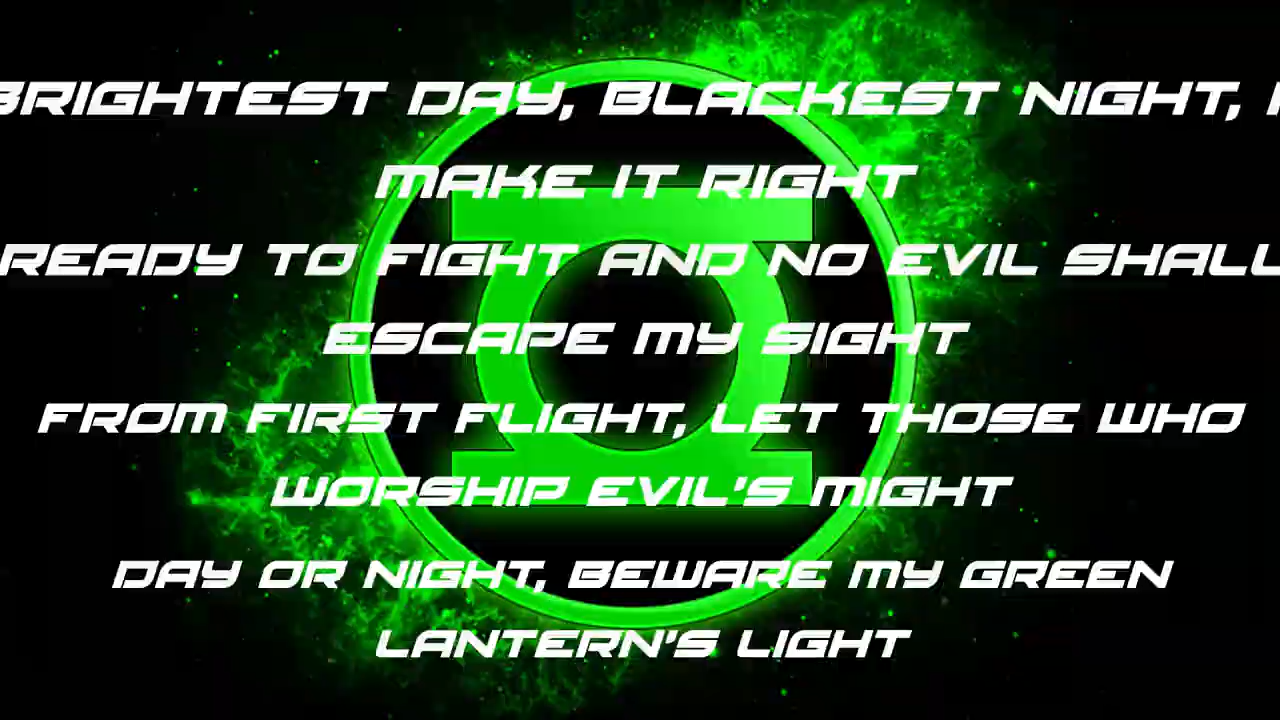 BRIGHTEST DAY, BLACKEST NIGHT,
MAKE IT RIGHT
READY TO FIGHT AND NO EVIL SHALL
ESCAPE MY SIGHT
FROM FIRST FLIGHT, LET THOSE WHO
WORSHIP EVIL'S MIGHT
DAY OR NIGHT, BEWARE MY GREEN
LANTERN'S LIGHT